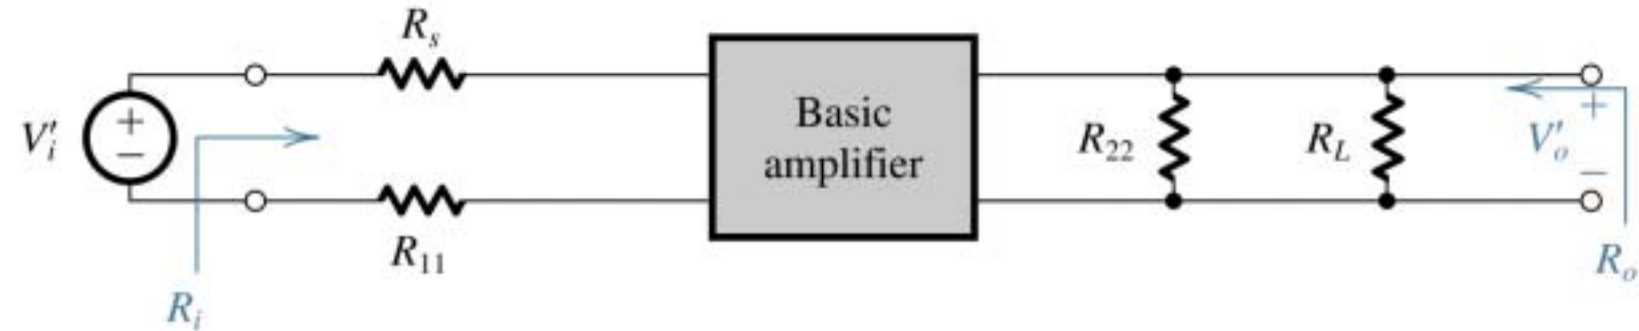 R_s
+
−
V′_i
Basic
amplifier
R_22
R_L
+
V′_o
−
R_11
R_i
R_o